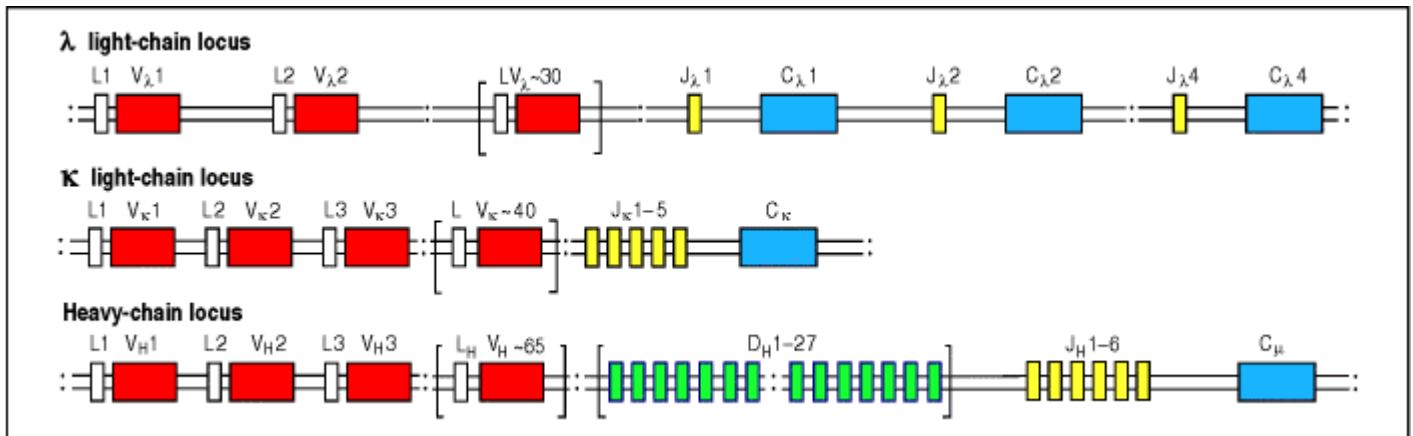 λ light-chain locus
L1 Vλ1 L2 Vλ2 LVλ~30 Jλ1 Cλ1 Jλ2 Cλ2 Jλ4 Cλ4
κ light-chain locus
L1 Vκ1 L2 Vκ2 L3 Vκ3 L Vκ~40 Jκ1–5 Cκ
Heavy-chain locus
L1 VH1 L2 VH2 L3 VH3 LH VH~65 DH1–27 JH1–6 Cμ